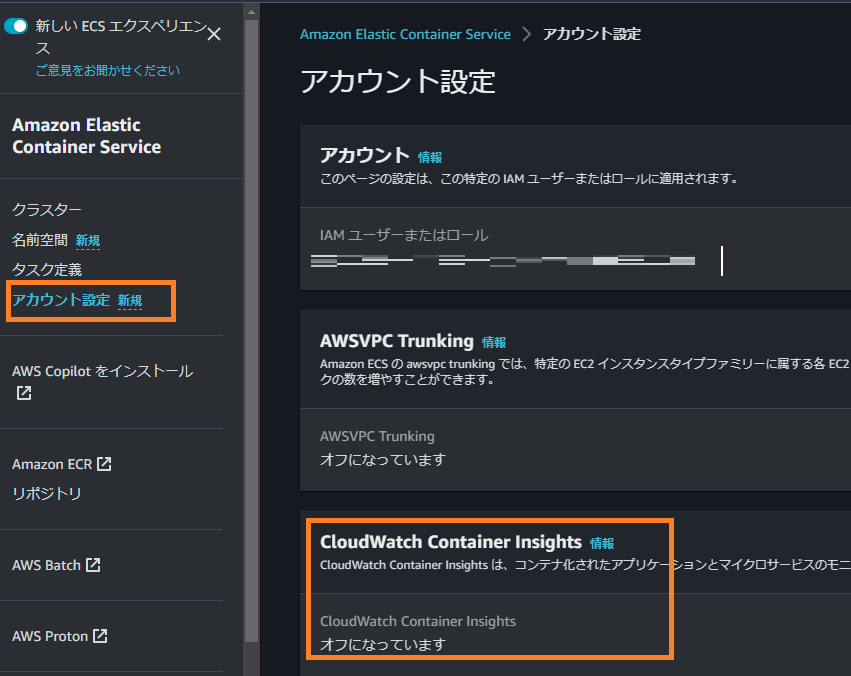 新しい ECS エクスペリエン
ス
ご意見をお聞かせください
Amazon Elastic
Container Service
クラスター
名前空間 新規
タスク定義
アカウント設定 新規
AWS Copilot をインストール
Amazon ECR
リポジトリ
AWS Batch
AWS Proton
Amazon Elastic Container Service > アカウント設定
アカウント設定
アカウント 情報
このページの設定は、この特定の IAM ユーザーまたはロールに適用されます。
IAM ユーザーまたはロール
AWSVPC Trunking 情報
Amazon ECS の awsvpc trunking では、特定の EC2 インスタンスタイプファミリーに属する各 EC2
クの数を増やすことができます。
AWSVPC Trunking
オフになっています
CloudWatch Container Insights 情報
CloudWatch Container Insights は、コンテナ化されたアプリケーションとマイクロサービスのモニ
CloudWatch Container Insights
オフになっています